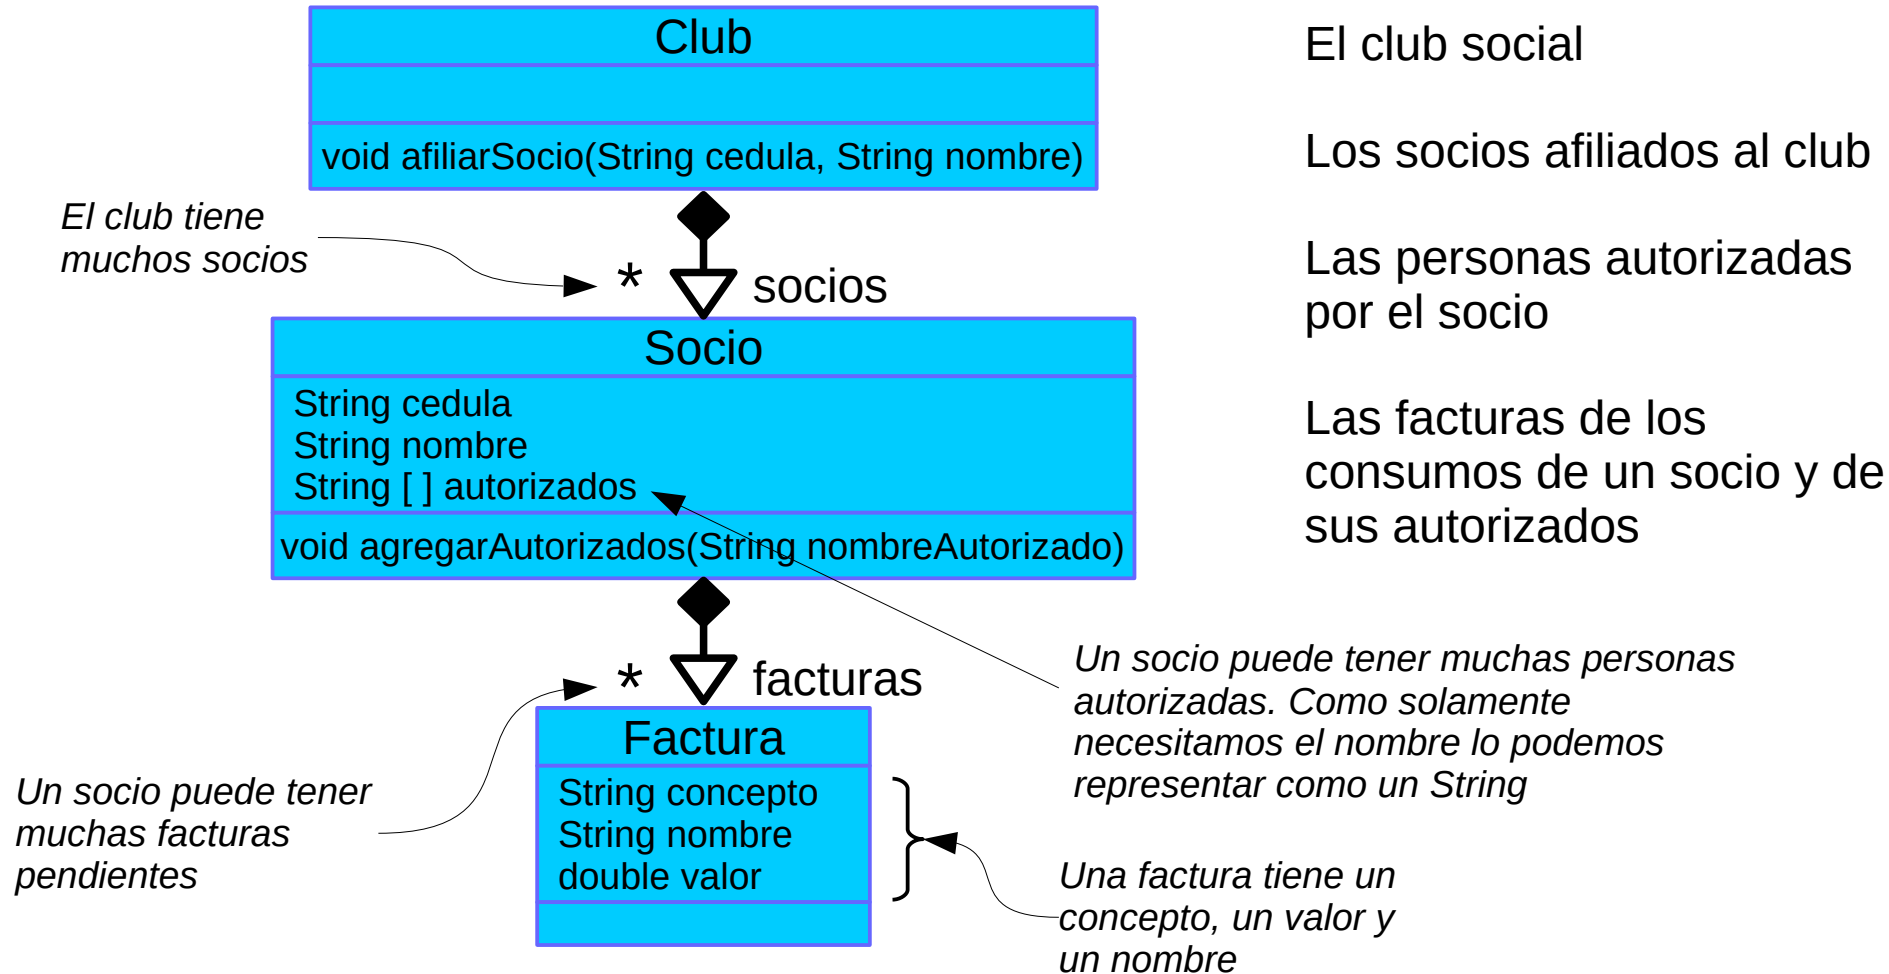 Club
void afiliarSocio(String cedula, String nombre)
El club tiene
muchos socios
*
socios
Socio
String cedula
String nombre
String [ ] autorizados
void agregarAutorizados(String nombreAutorizado)
*
facturas
Factura
String concepto
String nombre
double valor
Un socio puede tener
muchas facturas
pendientes
Un socio puede tener muchas personas
autorizadas. Como solamente
necesitamos el nombre lo podemos
representar como un String
Una factura tiene un
concepto, un valor y
un nombre
El club social
Los socios afiliados al club
Las personas autorizadas
por el socio
Las facturas de los
consumos de un socio y de
sus autorizados